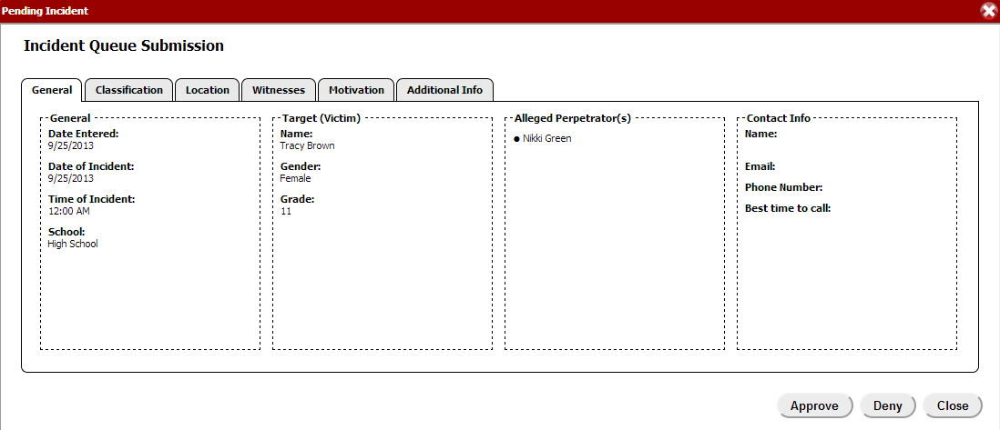 Pending Incident
Incident Queue Submission
General
Classification
Location
Witnesses
Motivation
Additional Info
General
Date Entered:
9/25/2013
Date of Incident:
9/25/2013
Time of Incident:
12:00 AM
School:
High School
Target (Victim)
Name:
Tracy Brown
Gender:
Female
Grade:
11
Alleged Perpetrator(s)
● Nikki Green
Contact Info
Name:
Email:
Phone Number:
Best time to call:
Approve
Deny
Close